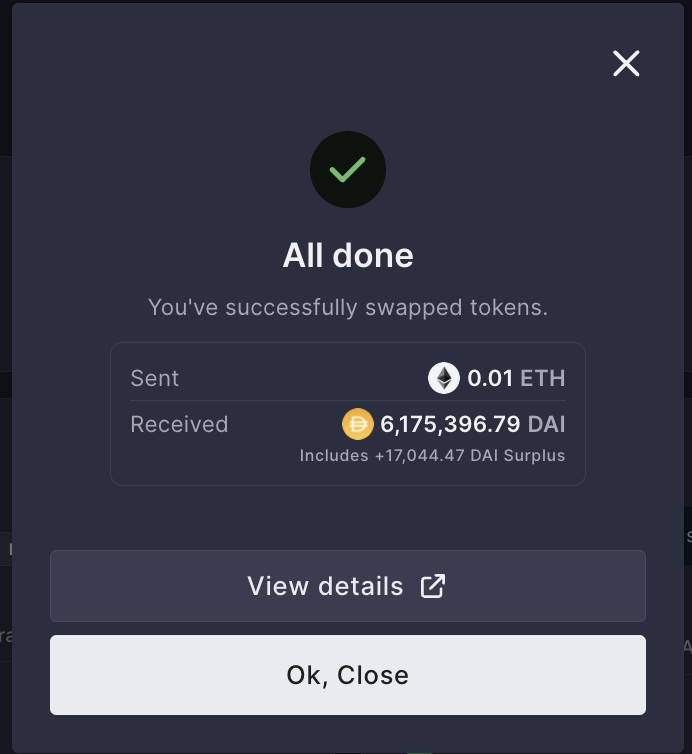 All done
You've successfully swapped tokens.
Sent 0.01 ETH
Received 6,175,396.79 DAI
Includes +17,044.47 DAI Surplus
View details
Ok, Close